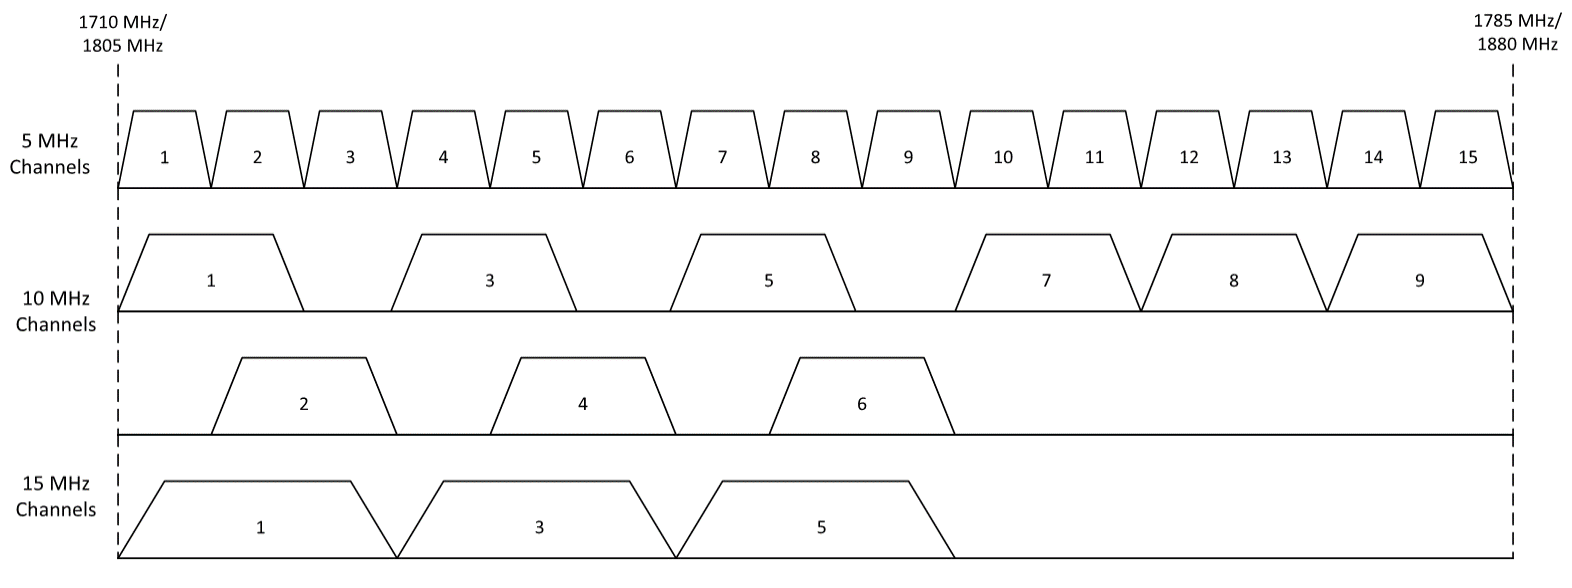 1710 MHz/
1805 MHz
1785 MHz/
1880 MHz
5 MHz
Channels
1 2 3 4 5 6 7 8 9 10 11 12 13 14 15
10 MHz
Channels
1 3 5 7 8 9
2 4 6
15 MHz
Channels
1 3 5